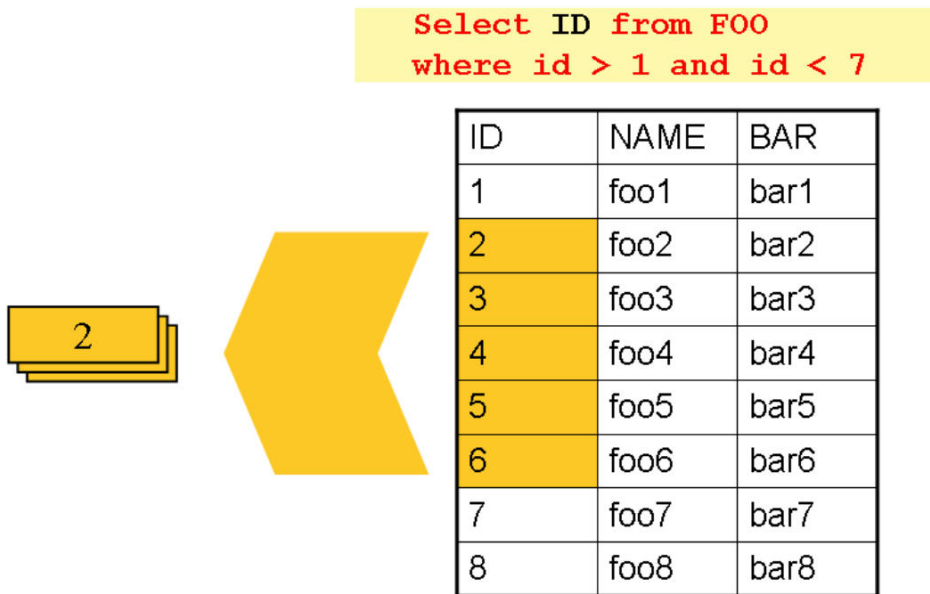 Select ID from FOO
where id > 1 and id < 7
ID NAME BAR
1 foo1 bar1
2 foo2 bar2
3 foo3 bar3
4 foo4 bar4
5 foo5 bar5
6 foo6 bar6
7 foo7 bar7
8 foo8 bar8
2